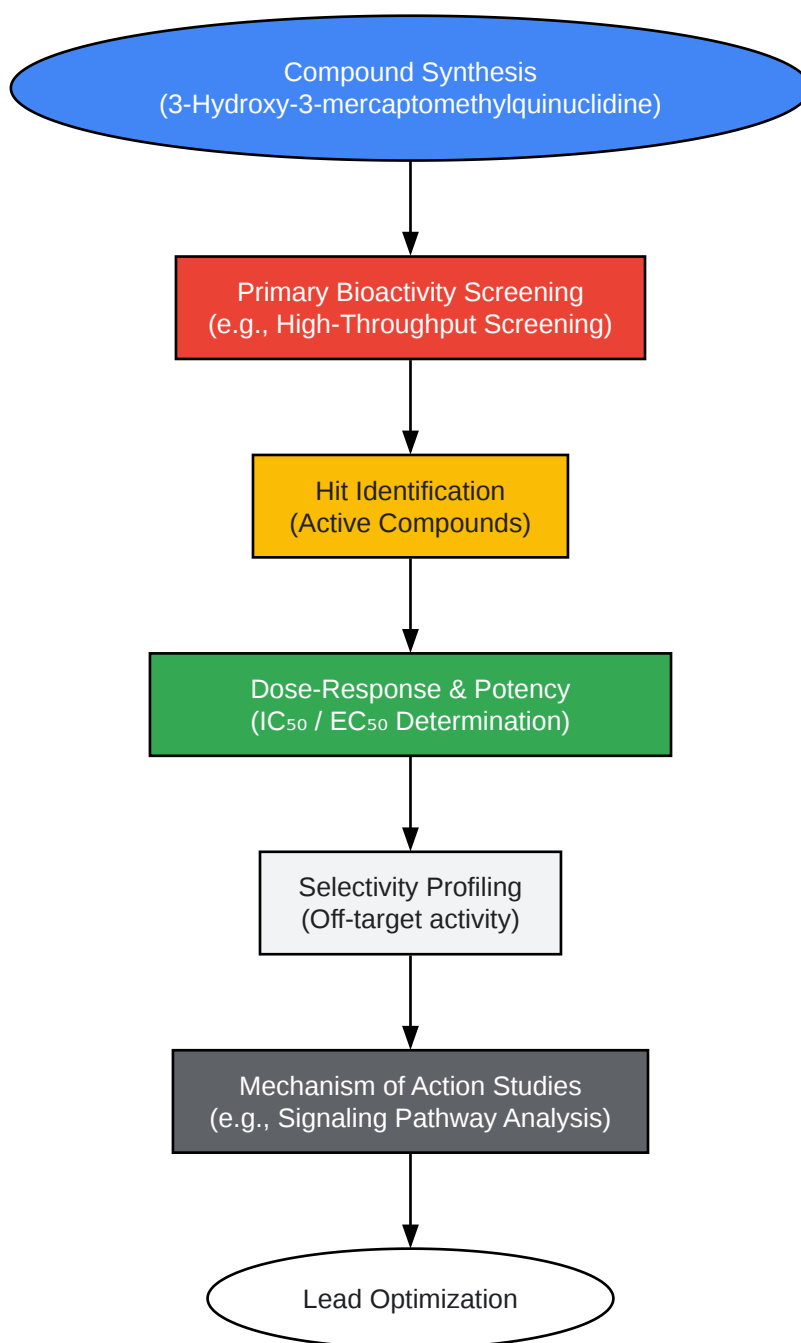 Compound Synthesis
(3-Hydroxy-3-mercaptomethylquinuclidine)
Primary Bioactivity Screening
(e.g., High-Throughput Screening)
Hit Identification
(Active Compounds)
Dose-Response & Potency
(IC₅₀ / EC₅₀ Determination)
Selectivity Profiling
(Off-target activity)
Mechanism of Action Studies
(e.g., Signaling Pathway Analysis)
Lead Optimization